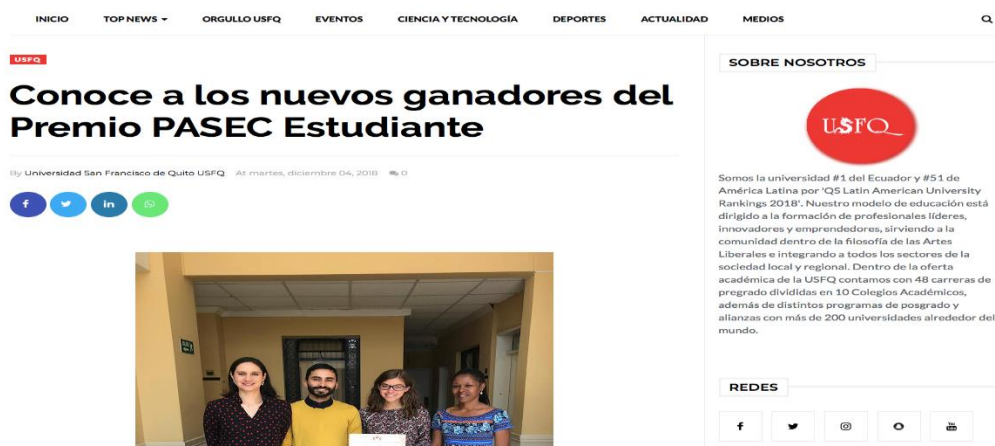 INICIO TOP NEWS ORGULLO USFQ EVENTOS CIENCIA Y TECNOLOGÍA DEPORTES ACTUALIDAD MEDIOS
USFQ
Conoce a los nuevos ganadores del
Premio PASEC Estudiante
By Universidad San Francisco de Quito USFQ At martes, diciembre 04, 2018 0
SOBRE NOSOTROS
USFQ
Somos la universidad #1 del Ecuador y #51 de
América Latina por 'QS Latin American University
Rankings 2018'. Nuestro modelo de educación está
dirigido a la formación de profesionales líderes,
innovadores y emprendedores, sirviendo a la
comunidad dentro de la filosofía de las Artes
Liberales e integrando a todos los sectores de la
sociedad local y regional. Dentro de la oferta
académica de la USFQ contamos con 48 carreras de
pregrado divididas en 10 Colegios Académicos,
además de distintos programas de posgrado y
alianzas con más de 200 universidades alrededor del
mundo.
REDES